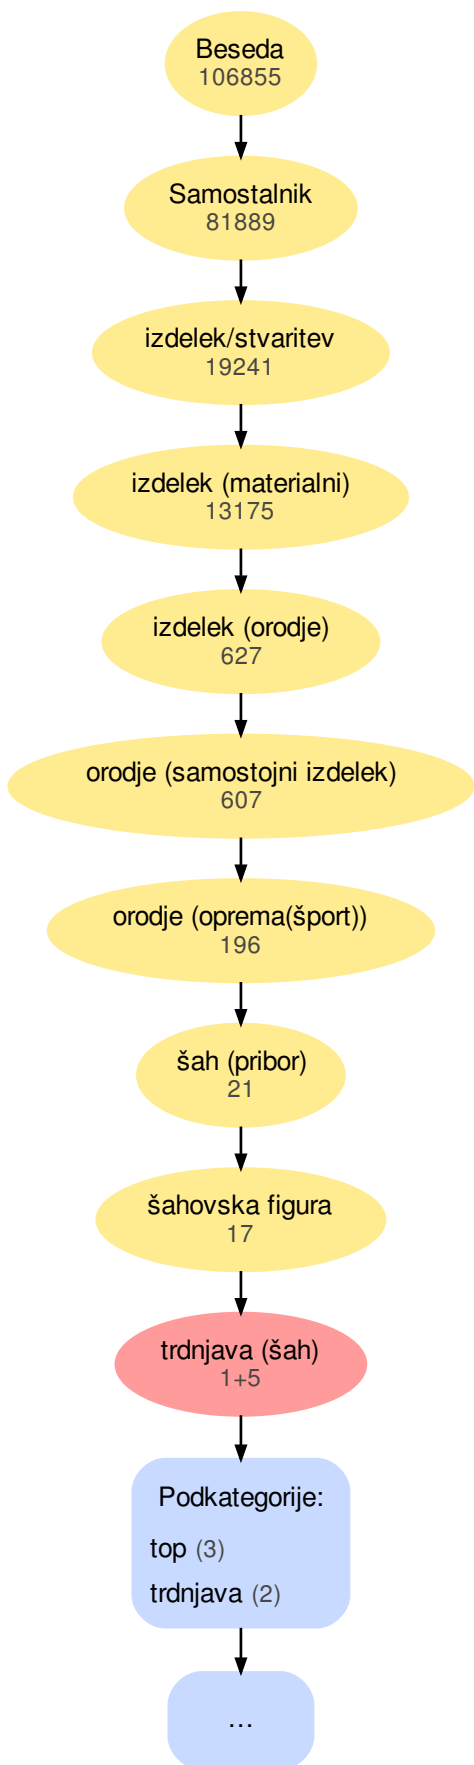 Beseda
106855
Samostalnik
81889
izdelek/stvaritev
19241
izdelek (materialni)
13175
izdelek (orodje)
627
orodje (samostojni izdelek)
607
orodje (oprema(šport))
196
šah (pribor)
21
šahovska figura
17
trdnjava (šah)
1+5
Podkategorije:
top (3)
trdnjava (2)
...